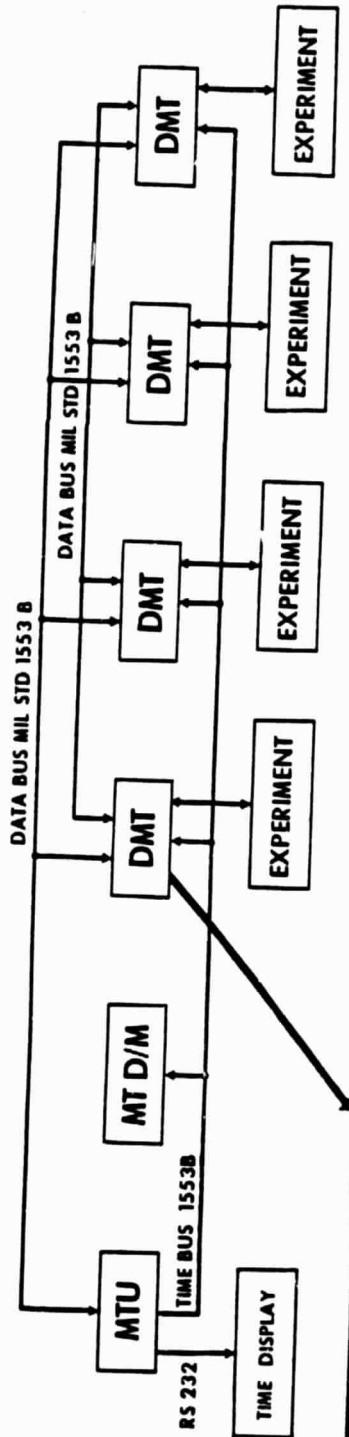 DATA BUS MIL STD 1553 B
DATA BUS MIL STD 1553 B
MTU
MT D/M
DMT
DMT
DMT
DMT
RS 232
TIME BUS 1553B
TIME DISPLAY
EXPERIMENT
EXPERIMENT
EXPERIMENT
EXPERIMENT